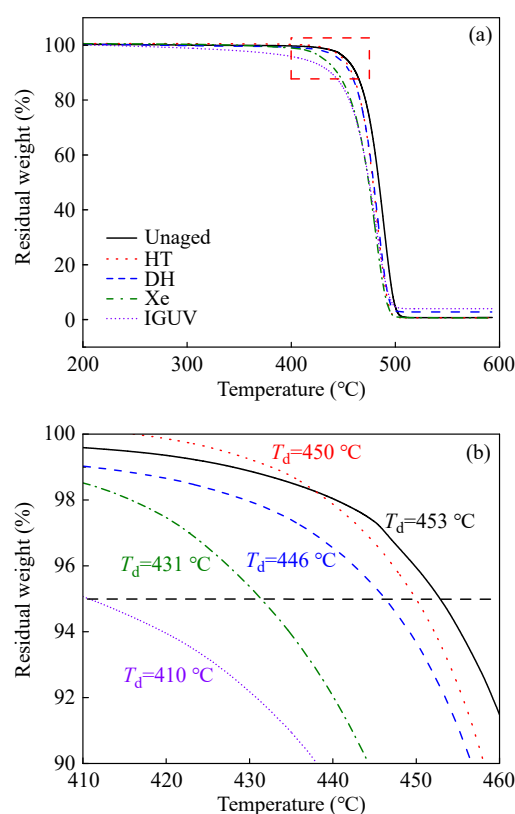 (a)
100
80
60
40
20
0
Residual weight (%)
Unaged
HT
DH
Xe
IGUV
200 300 400 500 600
Temperature (℃)
(b)
100
98
96
94
92
90
Residual weight (%)
Td=450 ℃
Td=453 ℃
Td=431 ℃
Td=446 ℃
Td=410 ℃
410 420 430 440 450 460
Temperature (℃)